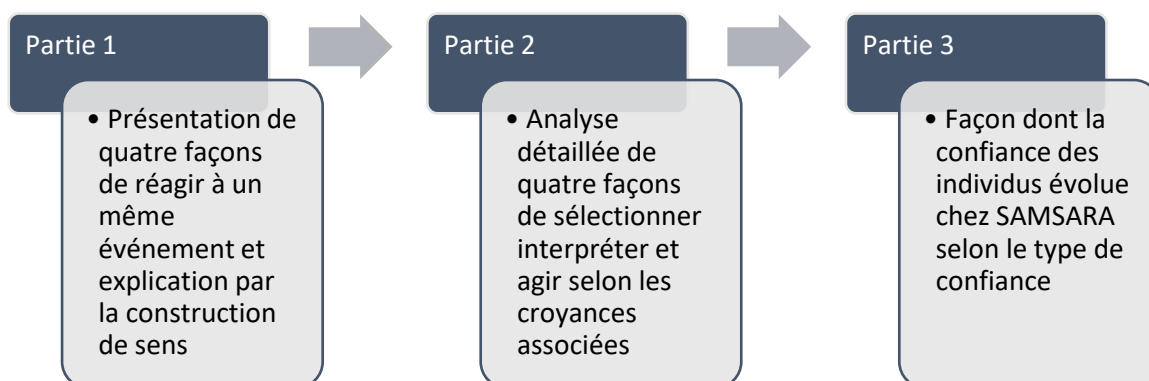 Partie 1
• Présentation de
quatre façons
de réagir à un
même
événement et
explication par
la construction
de sens
Partie 2
• Analyse
détaillée de
quatre façons
de sélectionner
interpréter et
agir selon les
croyances
associées
Partie 3
• Façon dont la
confiance des
individus évolue
chez SAMSARA
selon le type de
confiance